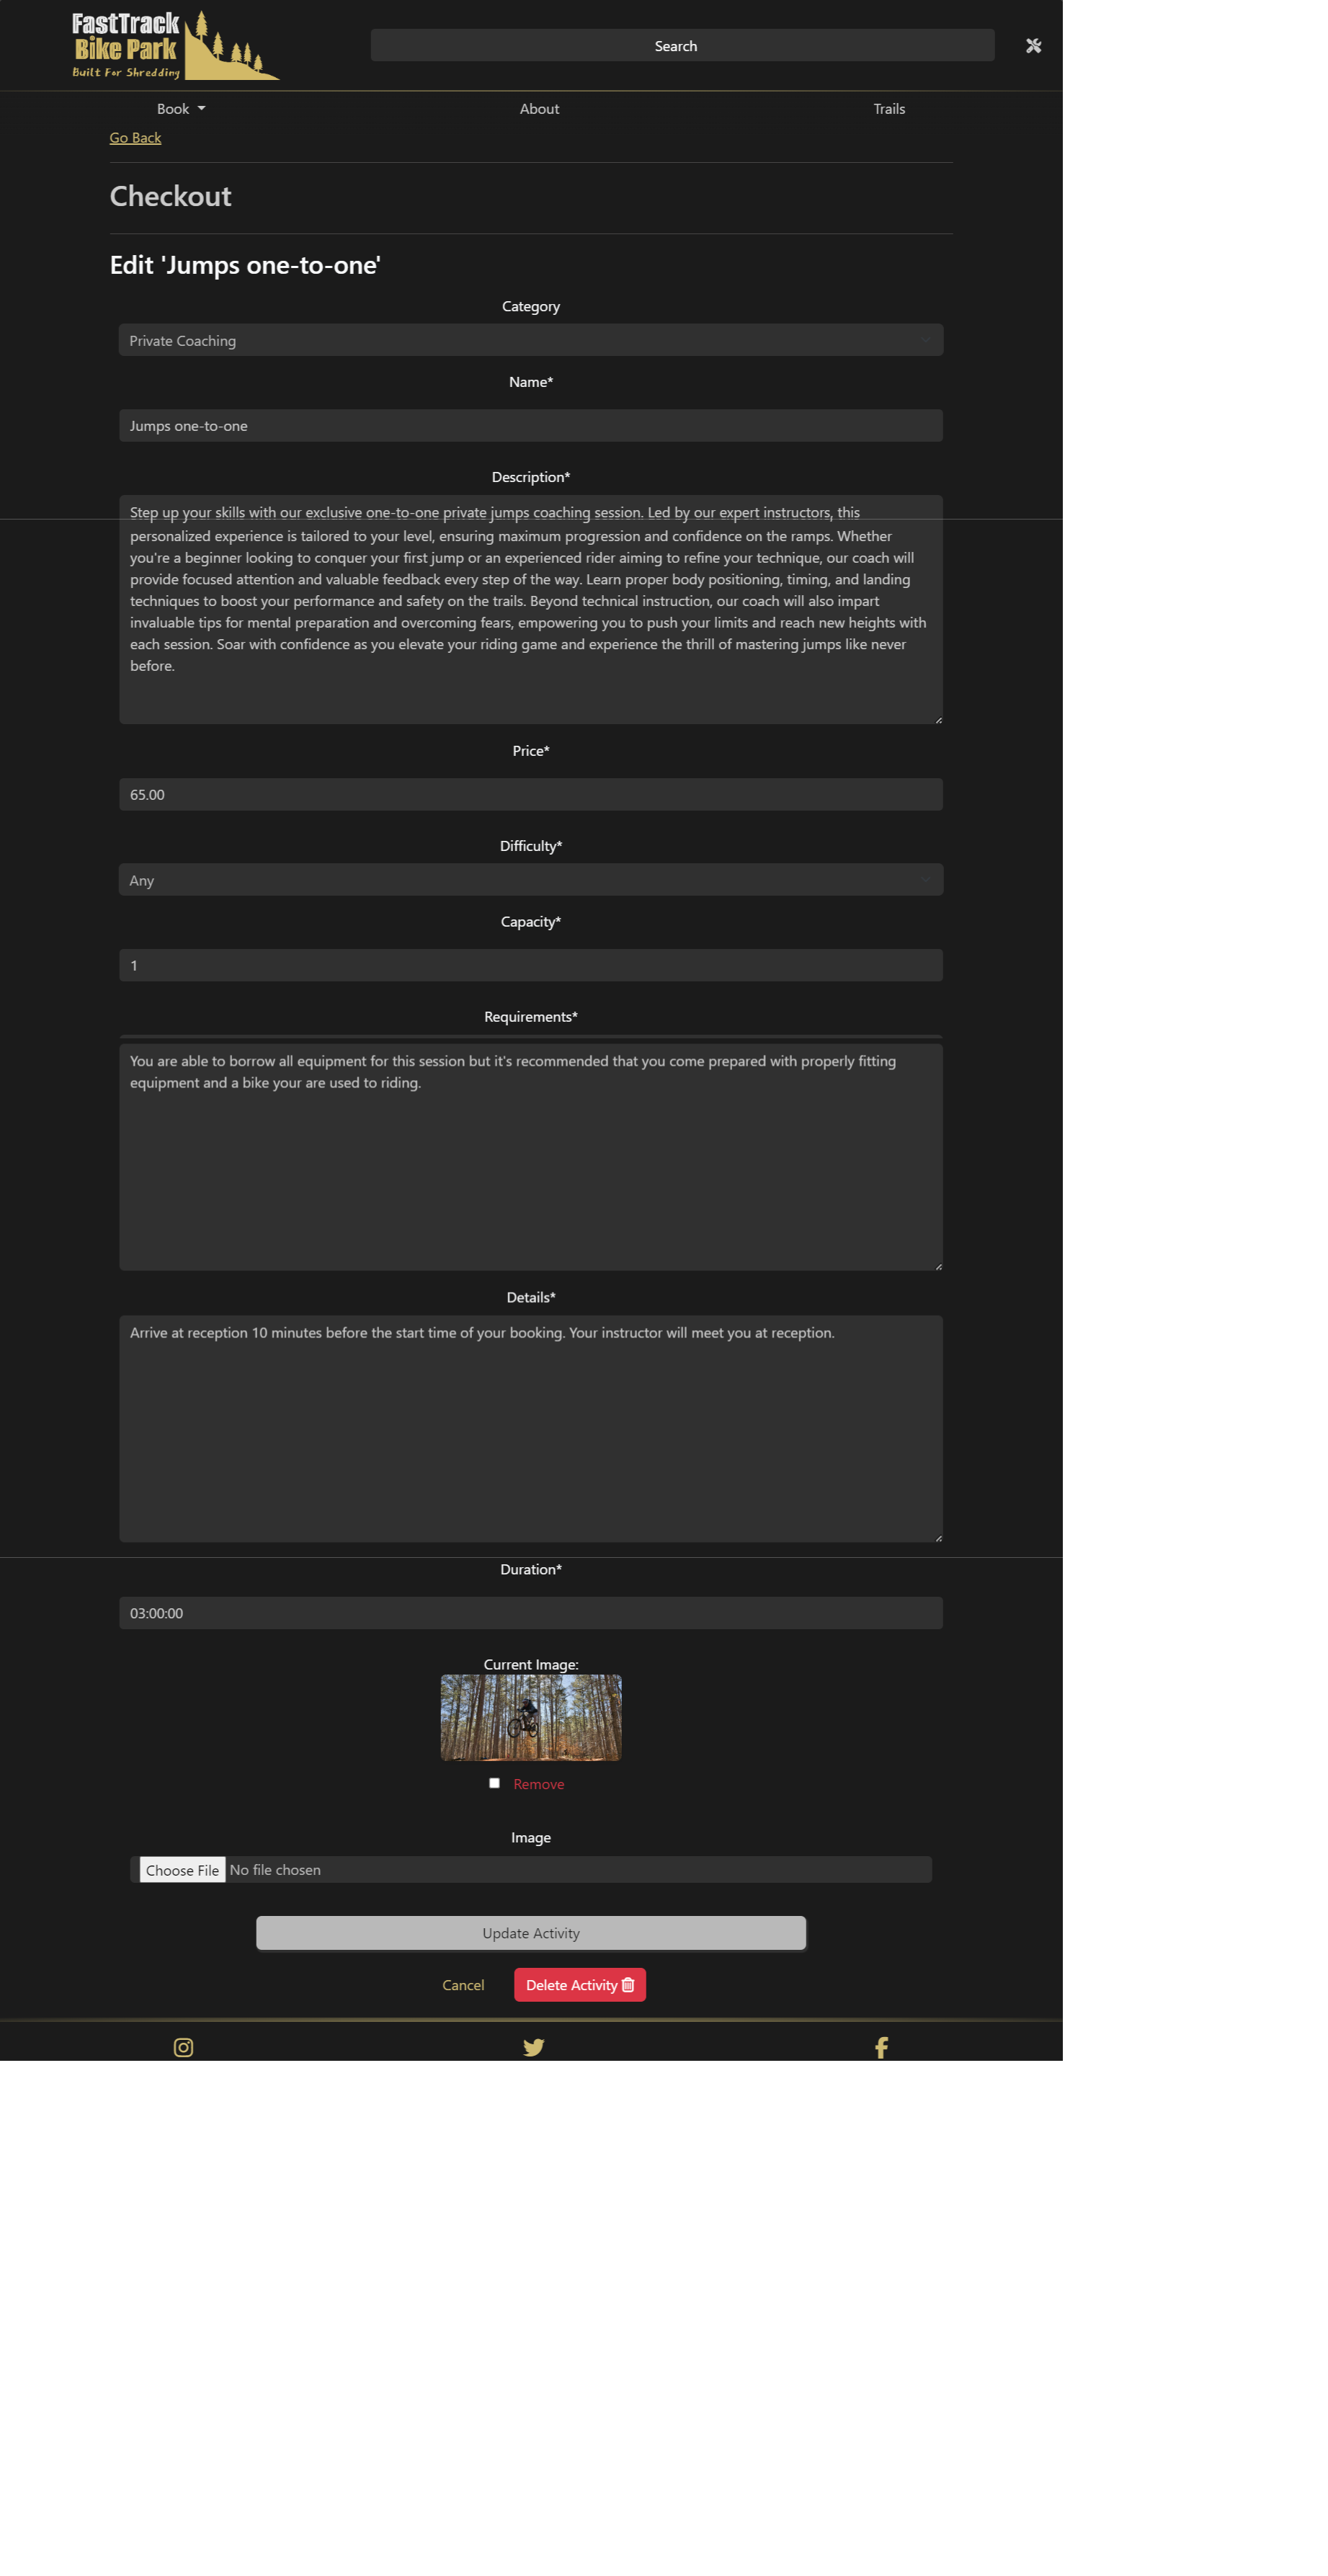 FastTrack
Bike Park
Built For Shredding
Search
Book
About
Trails
Go Back
Checkout
Edit 'Jumps one-to-one'
Category
Private Coaching
Name*
Jumps one-to-one
Description*
Step up your skills with our exclusive one-to-one private jumps coaching session. Led by our expert instructors, this
personalized experience is tailored to your level, ensuring maximum progression and confidence on the ramps. Whether
you're a beginner looking to conquer your first jump or an experienced rider aiming to refine your technique, our coach will
provide focused attention and valuable feedback every step of the way. Learn proper body positioning, timing, and landing
techniques to boost your performance and safety on the trails. Beyond technical instruction, our coach will also impart
invaluable tips for mental preparation and overcoming fears, empowering you to push your limits and reach new heights with
each session. Soar with confidence as you elevate your riding game and experience the thrill of mastering jumps like never
before.
Price*
65.00
Difficulty*
Any
Capacity*
1
Requirements*
You are able to borrow all equipment for this session but it's recommended that you come prepared with properly fitting
equipment and a bike your are used to riding.
Details*
Arrive at reception 10 minutes before the start time of your booking. Your instructor will meet you at reception.
Duration*
03:00:00
Current Image:
Remove
Image
Choose File No file chosen
Update Activity
Cancel
Delete Activity